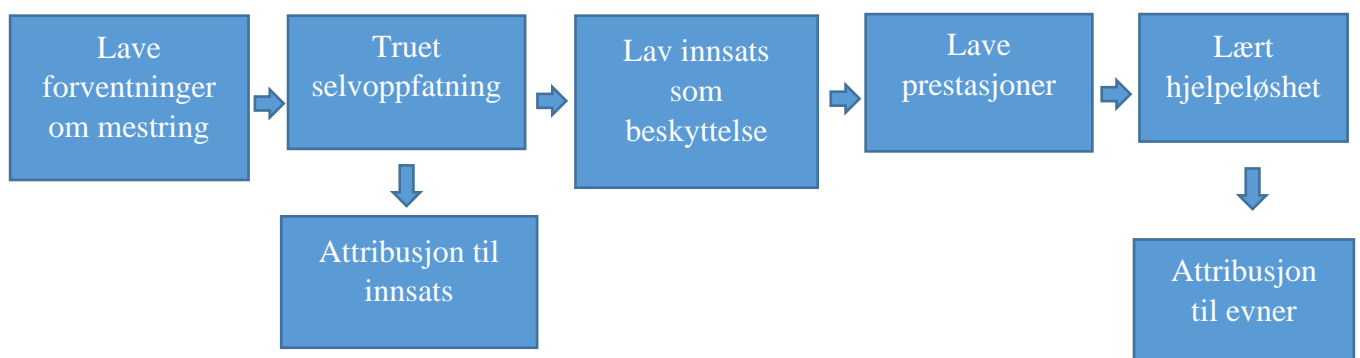 Lave
forventninger
om mestring
Truet
selvoppfatning
Lav innsats
som
beskyttelse
Lave
prestasjoner
Lært
hjelpeløshet
Attribusjon til
innsats
Attribusjon
til evner